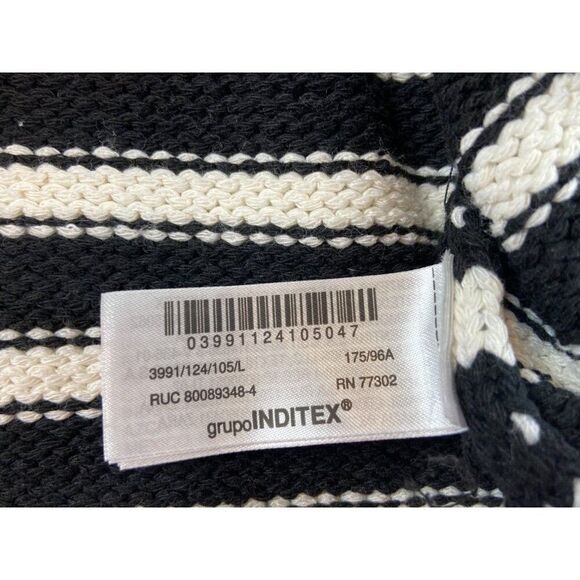 03991124105047
3991/124/105/L 175/96A
RUC 80089348-4 RN 77302
grupoINDITEX®